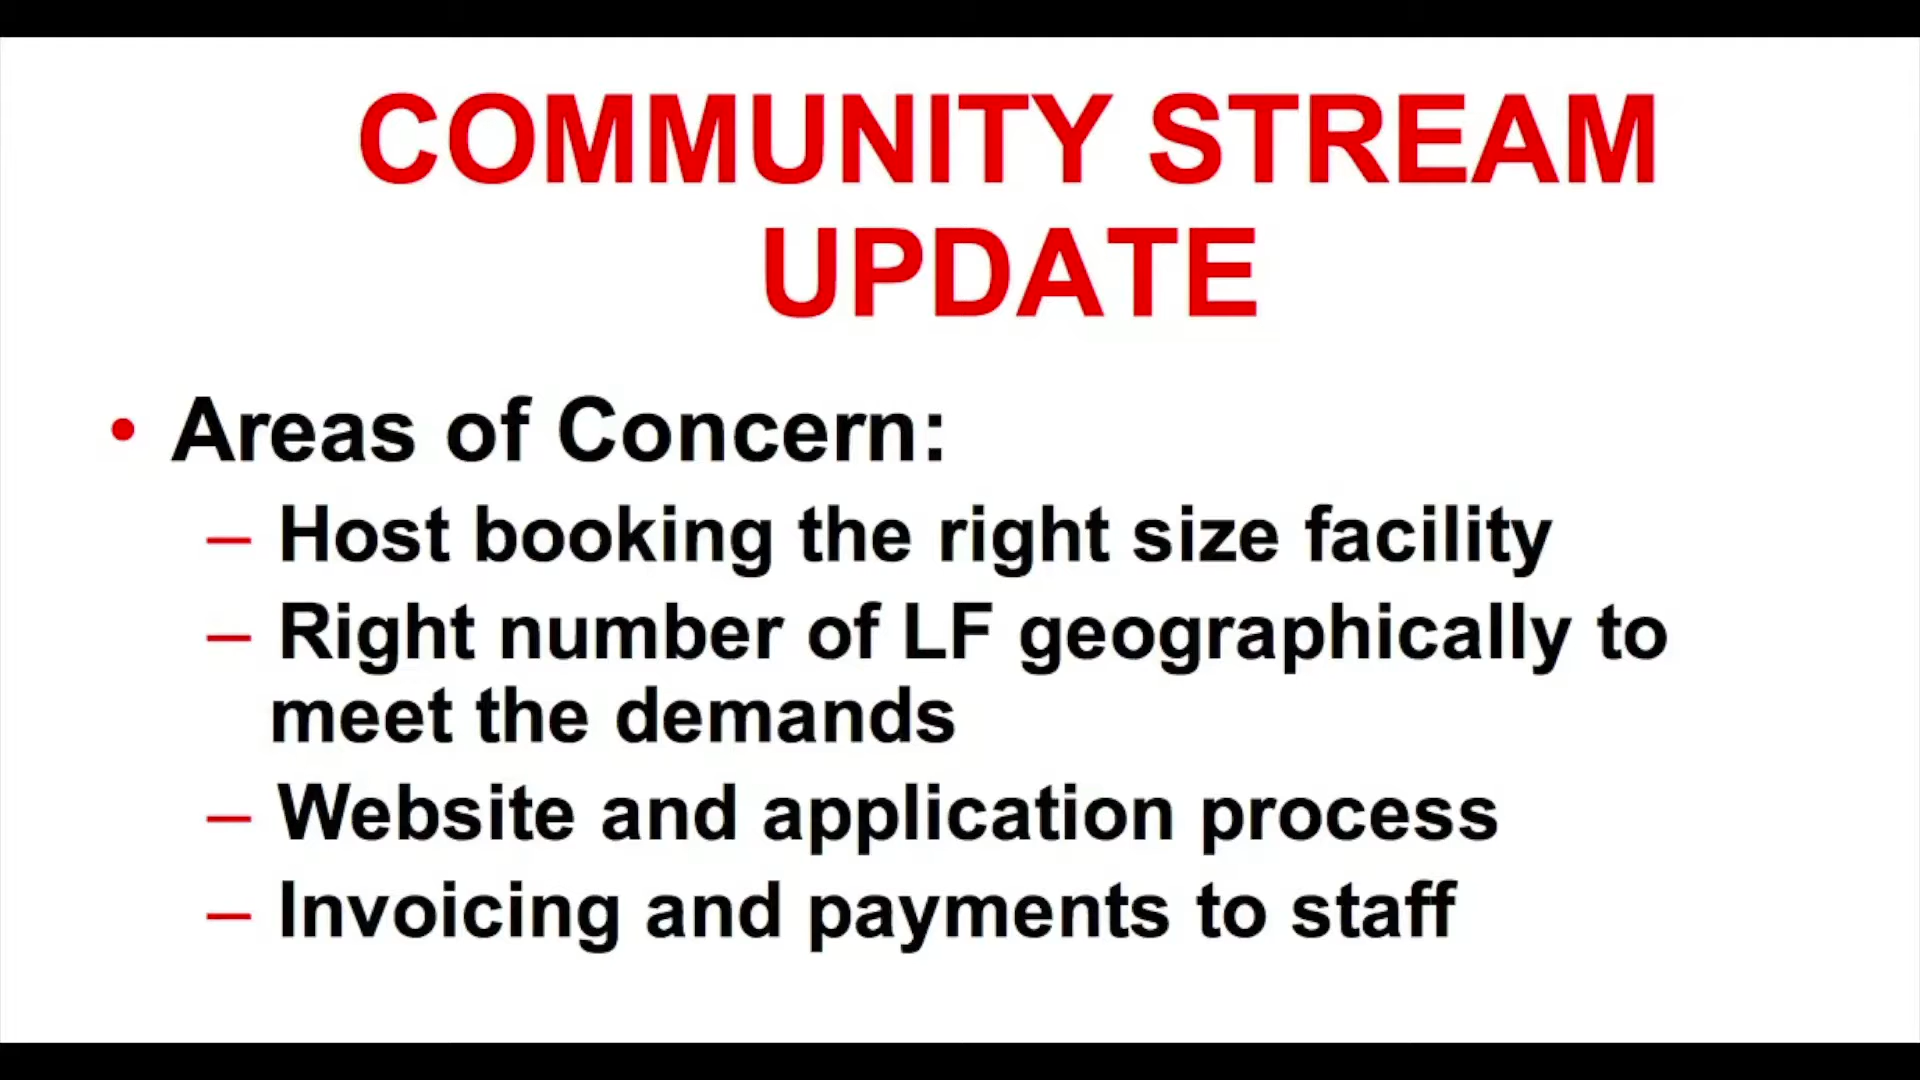 COMMUNITY STREAM
UPDATE
• Areas of Concern:
– Host booking the right size facility
– Right number of LF geographically to
meet the demands
– Website and application process
– Invoicing and payments to staff